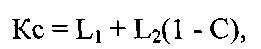 Kc = L₁ + L₂(1 - C),